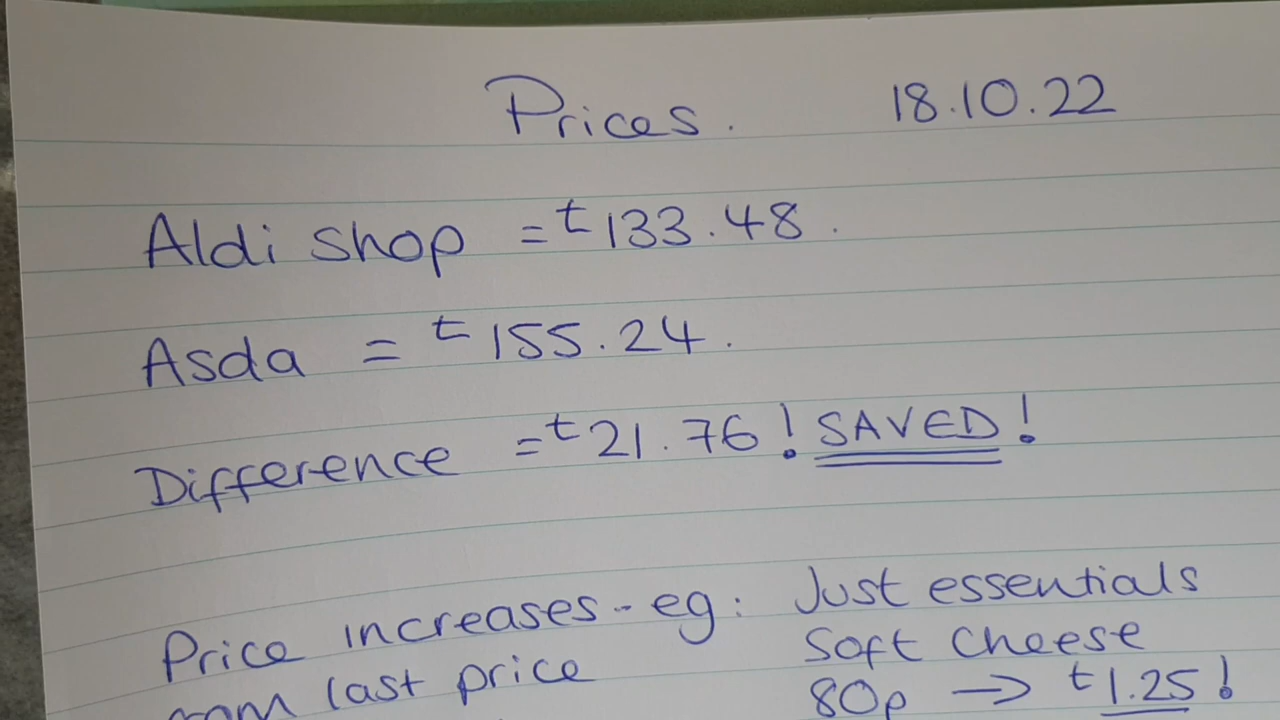 Prices. 18.10.22
Aldi shop = £133.48.
Asda = £155.24.
Difference = £21.76! SAVED!
Price increases - eg: Just essentials
last price Soft Cheese
80p → £1.25!